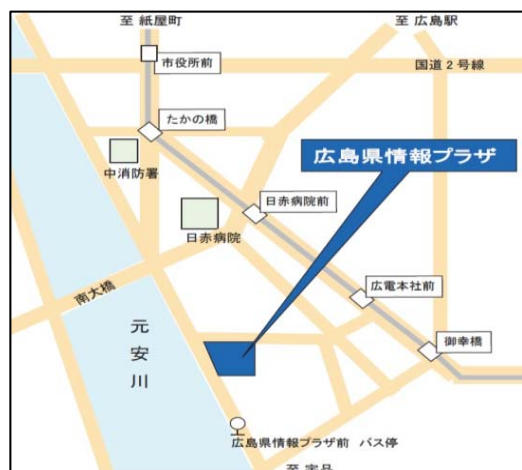 至 紙屋町
至 広島駅
市役所前
国道2号線
たかの橋
広島県情報プラザ
中消防署
日赤病院前
日赤病院
南大橋
広電本社前
元安川
御幸橋
広島県情報プラザ前 バス停
至 宇品